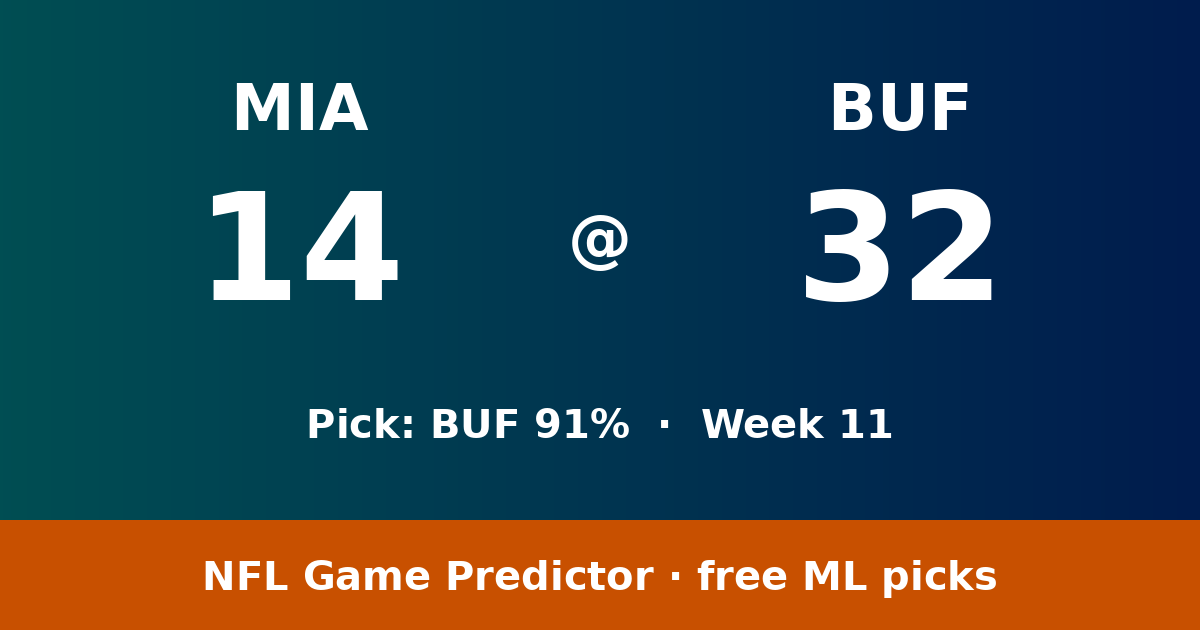 MIA
BUF
14 @ 32
Pick: BUF 91% · Week 11
NFL Game Predictor · free ML picks